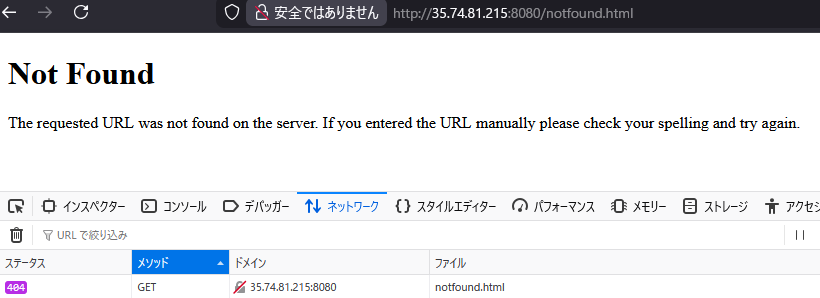 安全ではありません http://35.74.81.215:8080/notfound.html
Not Found
The requested URL was not found on the server. If you entered the URL manually please check your spelling and try again.
インスペクター コンソール デバッガー ネットワーク スタイルエディター パフォーマンス メモリー ストレージ アクセシ
URL で絞り込み
ステータス メソッド ドメイン ファイル
404 GET 35.74.81.215:8080 notfound.html